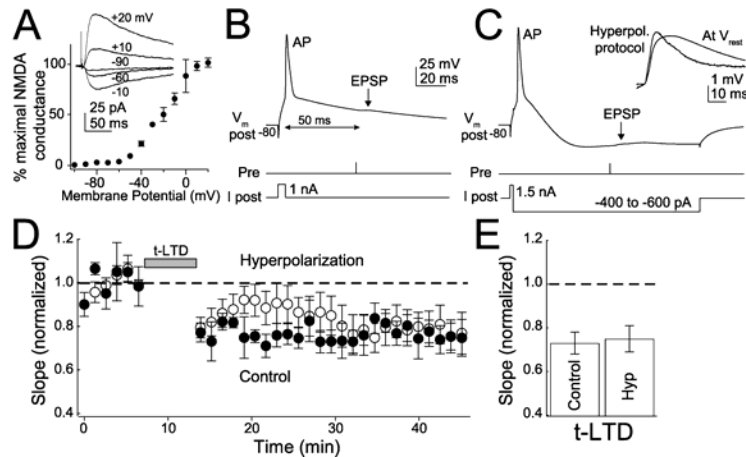 A
+20 mV
+10
-90
-60
-10
25 pA
50 ms
100
50
0
% maximal NMDA
conductance
-80
-40
0
Membrane Potential (mV)
B
AP
25 mV
20 ms
EPSP
50 ms
Vm
post
-80
Pre
I post
1 nA
C
Hyperpol.
protocol
At Vrest
1 mV
10 ms
AP
EPSP
Vm
post
-80
Pre
I post
1.5 nA
-400 to -600 pA
D
t-LTD
Hyperpolarization
Control
1.2
1.0
0.8
0.6
0.4
Slope (normalized)
0
10
20
30
40
Time (min)
E
1.2
1.0
0.8
0.6
0.4
Slope (normalized)
Control
Hyp
t-LTD